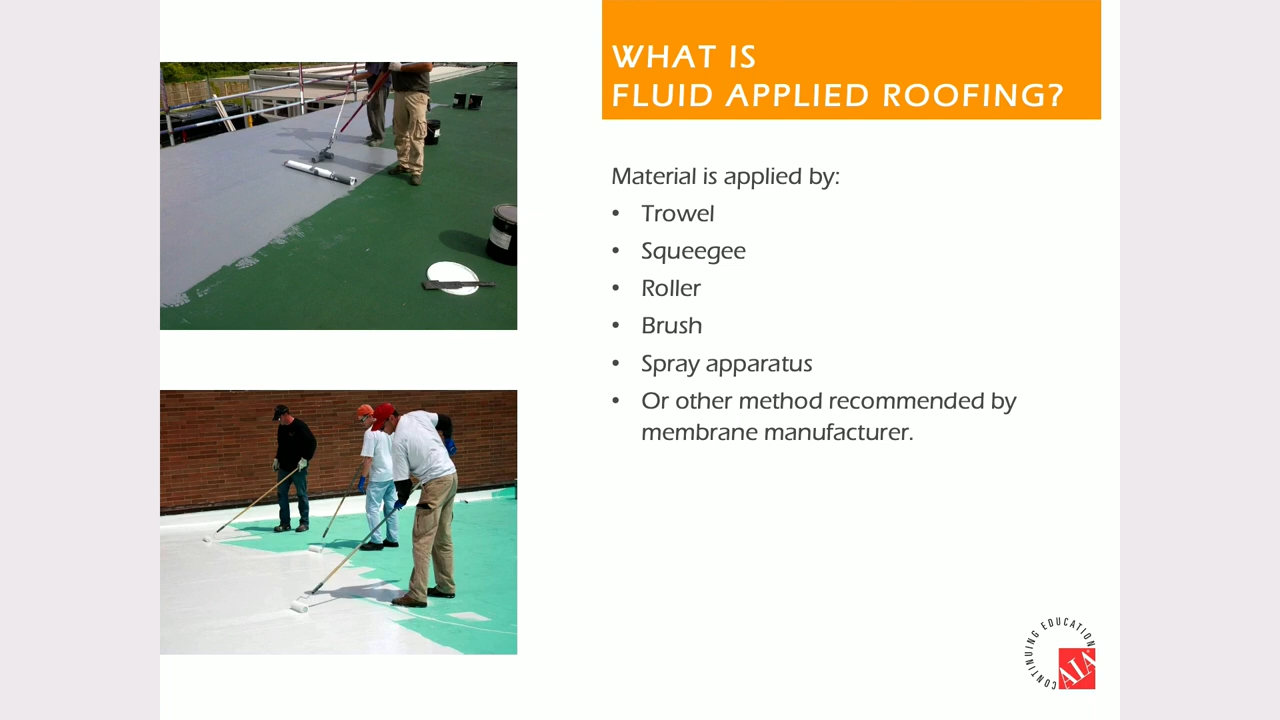 WHAT IS
FLUID APPLIED ROOFING?
Material is applied by:
• Trowel
• Squeegee
• Roller
• Brush
• Spray apparatus
• Or other method recommended by
membrane manufacturer.
CONTINUING EDUCATION
AIA